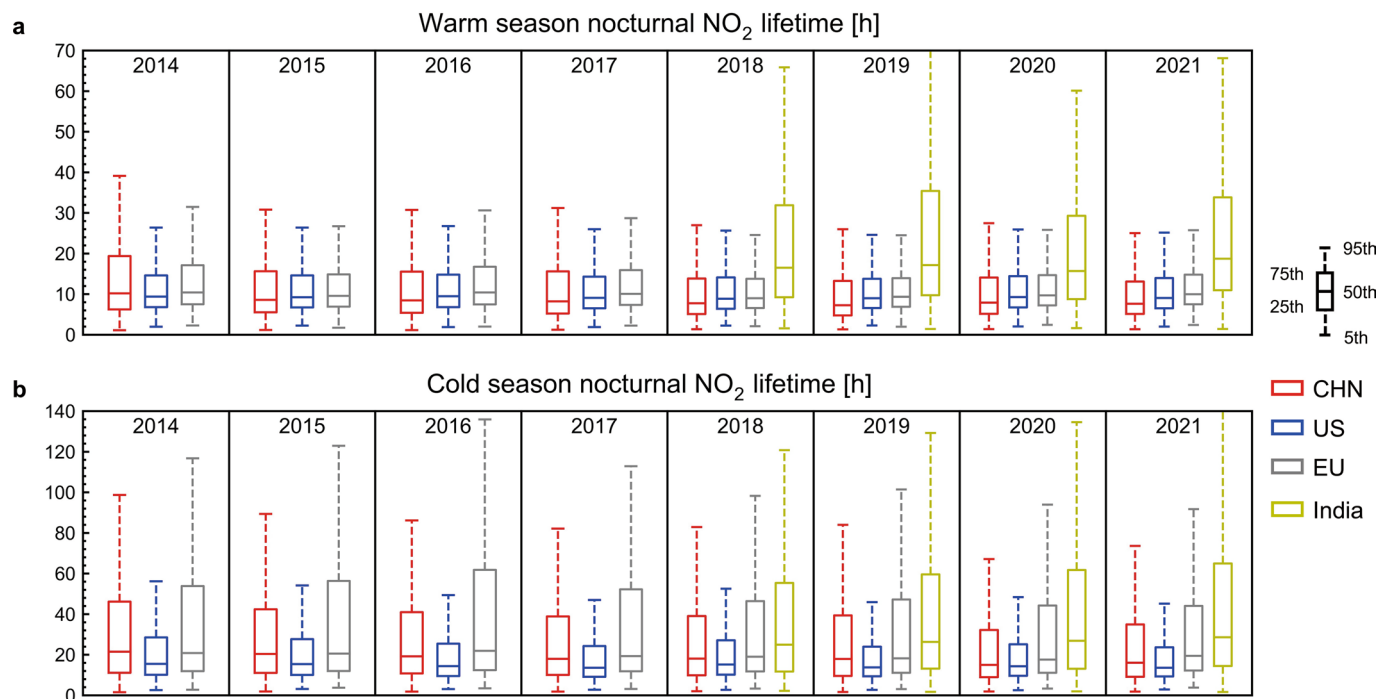 a
Warm season nocturnal NO₂ lifetime [h]
70
60
50
40
30
20
10
0
2014 2015 2016 2017 2018 2019 2020 2021
95th
75th
50th
25th
5th
b
Cold season nocturnal NO₂ lifetime [h]
140
120
100
80
60
40
20
0
2014 2015 2016 2017 2018 2019 2020 2021
CHN
US
EU
India